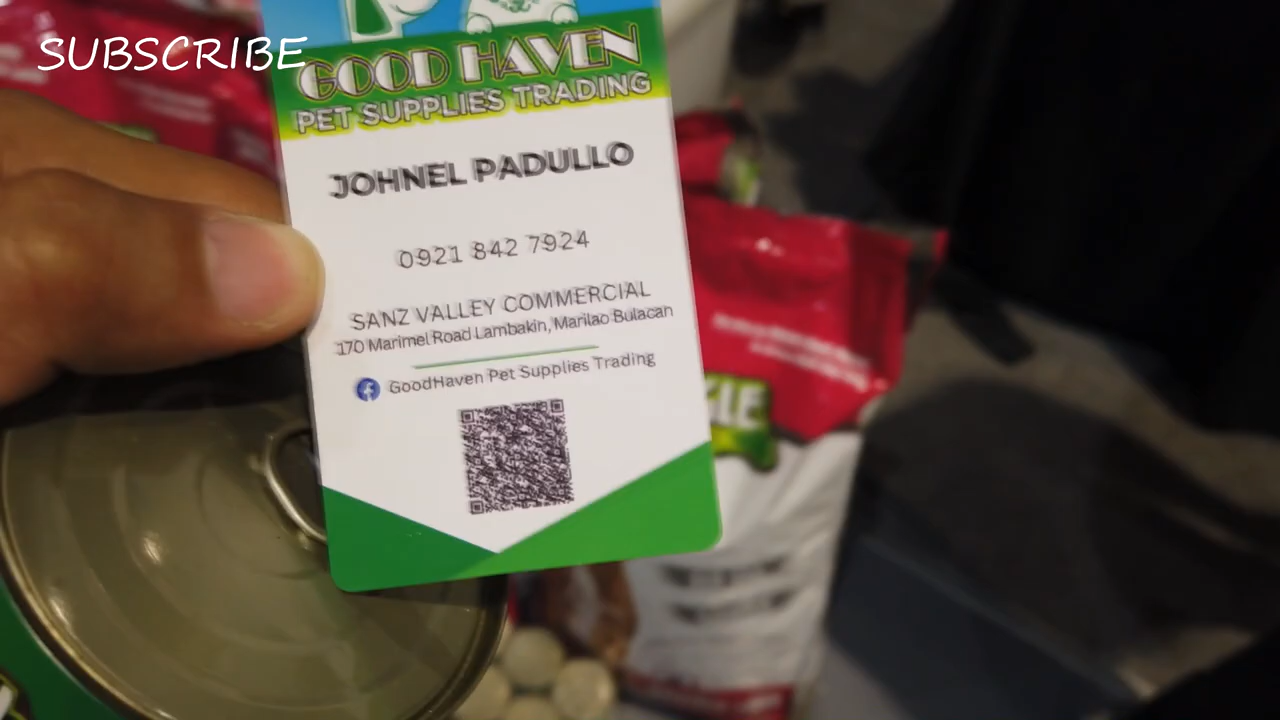 SUBSCRIBE
GOOD HAVEN
PET SUPPLIES TRADING
JOHNEL PADULLO
0921 842 7924
SANZ VALLEY COMMERCIAL
170 Marimel Road Lambakin, Marilao Bulacan
GoodHaven Pet Supplies Trading